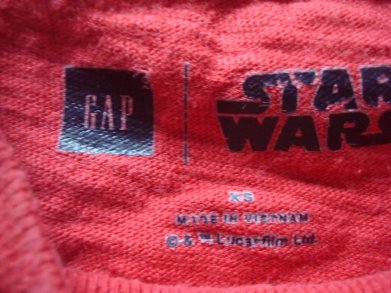 GAP
STAR
WARS
XS
MADE IN VIETNAM
© & ™ Lucasfilm Ltd.